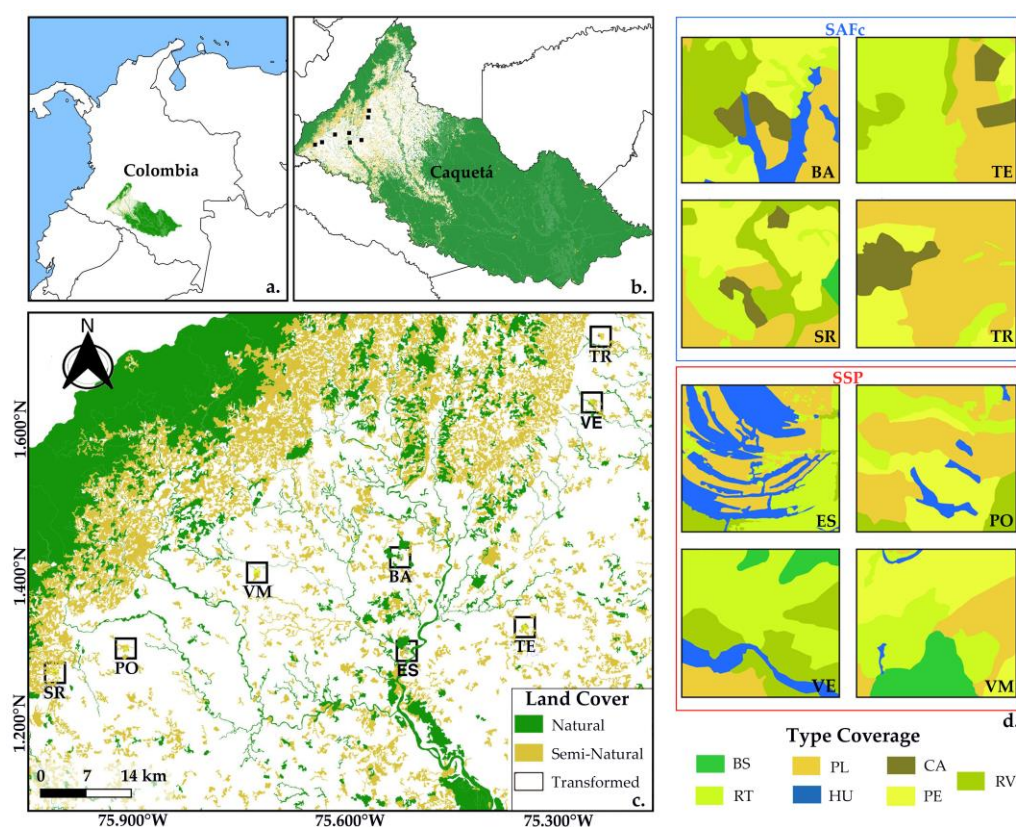 Colombia
a.
Caquetá
b.
SAFc
BA
TE
SR
TR
SSP
ES
PO
VE
VM
d.
N
TR
VE
BA
VM
TE
ES
PO
SR
1.600°N
1.400°N
1.200°N
75.900°W
75.600°W
75.300°W
0 7 14 km
Land Cover
Natural
Semi-Natural
Transformed
c.
Type Coverage
BS PL CA RV
RT HU PE